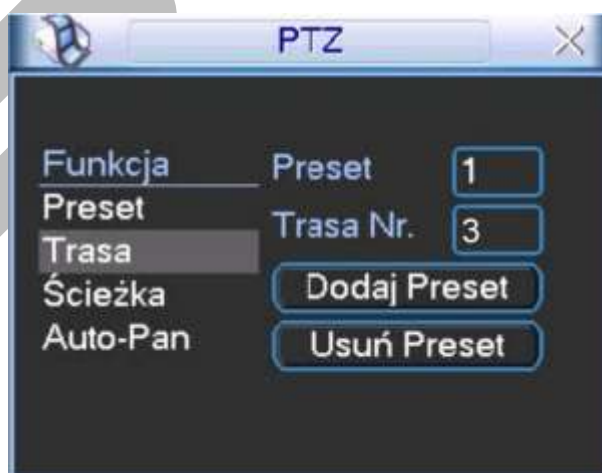 PTZ
Funkcja
Preset
Trasa
Ścieżka
Auto-Pan
Preset 1
Trasa Nr. 3
Dodaj Preset
Usuń Preset